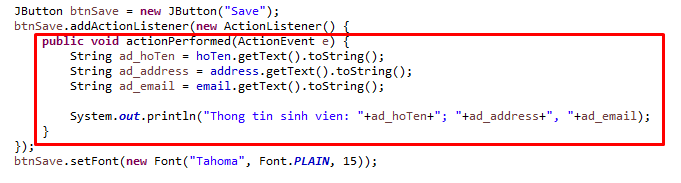 JButton btnSave = new JButton("Save");
btnSave.addActionListener(new ActionListener() {
public void actionPerformed(ActionEvent e) {
String ad_hoTen = hoTen.getText().toString();
String ad_address = address.getText().toString();
String ad_email = email.getText().toString();
System.out.println("Thong tin sinh vien: "+ad_hoTen+"; "+ad_address+", "+ad_email);
}
});
btnSave.setFont(new Font("Tahoma", Font.PLAIN, 15));